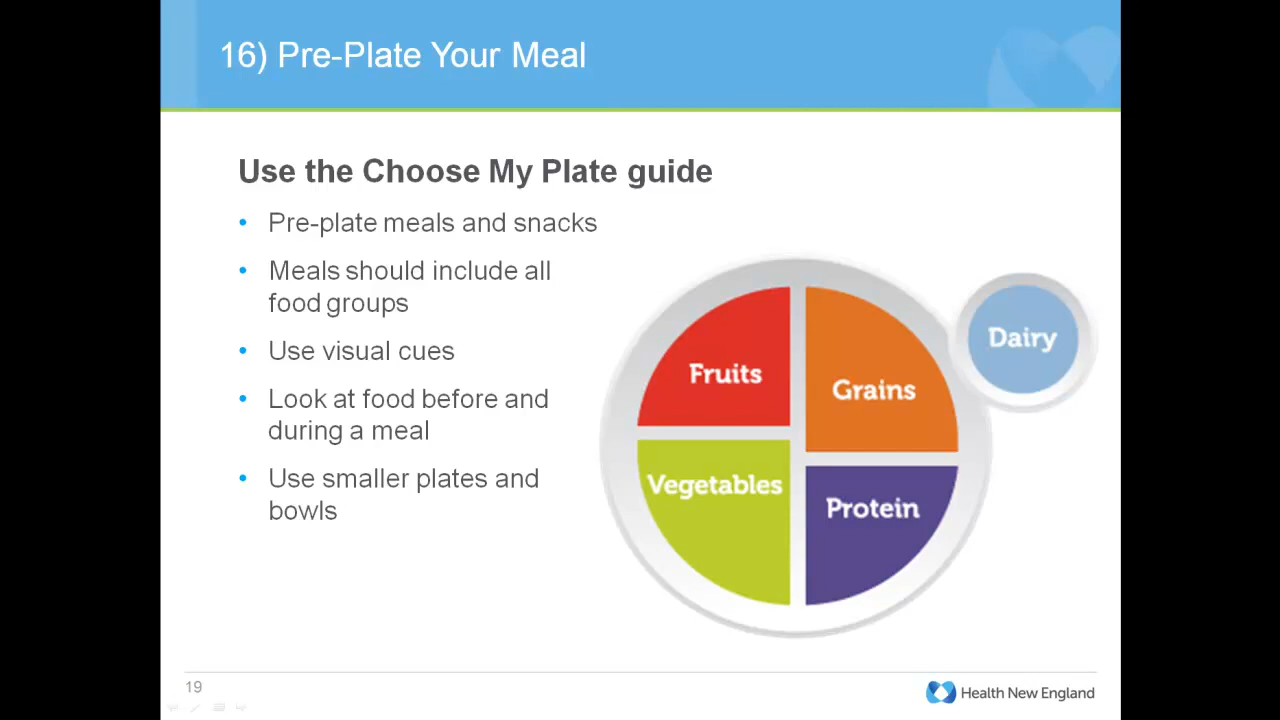 16) Pre-Plate Your Meal
Use the Choose My Plate guide
• Pre-plate meals and snacks
• Meals should include all
food groups
• Use visual cues
• Look at food before and
during a meal
• Use smaller plates and
bowls
Fruits
Grains
Dairy
Vegetables
Protein
19
Health New England